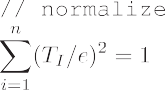 // normalize
\sum_{i=1}^{n} (T_I/e)^2 = 1